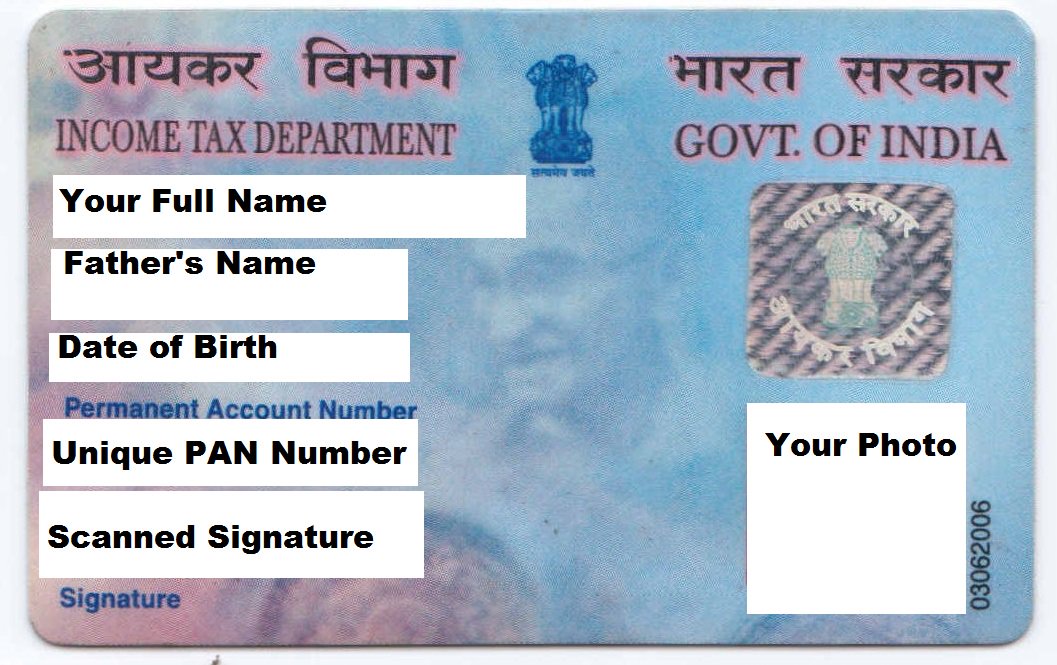 आयकर विभाग
INCOME TAX DEPARTMENT
सत्यमेव जयते
भारत सरकार
GOVT. OF INDIA
Your Full Name
Father's Name
Date of Birth
Permanent Account Number
Unique PAN Number
Scanned Signature
Signature
भारत सरकार
आयकर विभाग
Your Photo
03062006